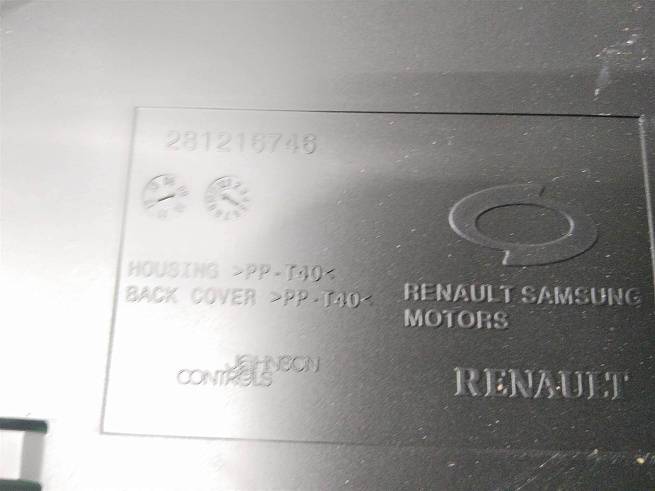 281216746
HOUSING >PP-T40<
BACK COVER >PP-T40<
JOHNSON
CONTROLS
RENAULT SAMSUNG
MOTORS
RENAULT